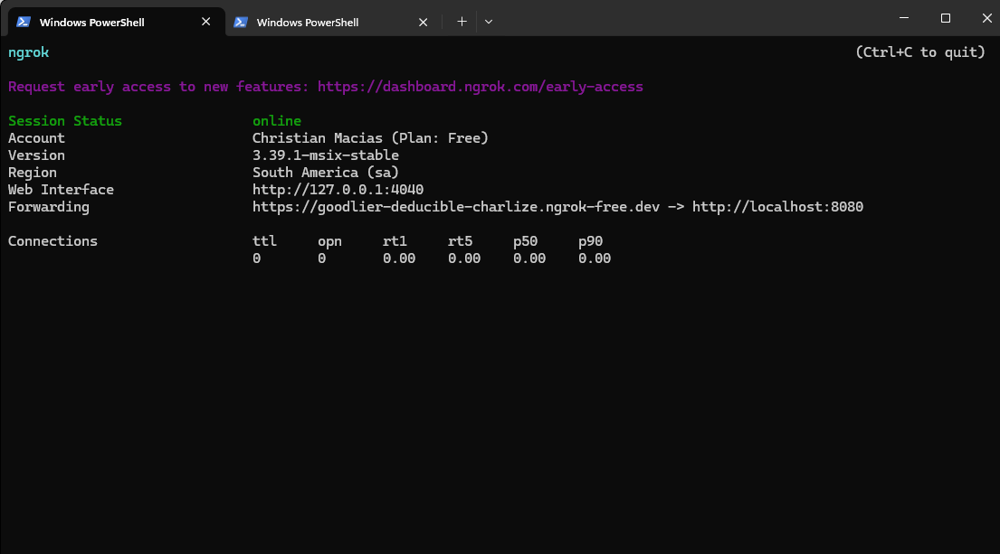 Windows PowerShell
Windows PowerShell
ngrok (Ctrl+C to quit)
Request early access to new features: https://dashboard.ngrok.com/early-access
Session Status online
Account Christian Macias (Plan: Free)
Version 3.39.1-msix-stable
Region South America (sa)
Web Interface http://127.0.0.1:4040
Forwarding https://goodlier-deducible-charlize.ngrok-free.dev -> http://localhost:8080
Connections ttl opn rt1 rt5 p50 p90
0 0 0.00 0.00 0.00 0.00